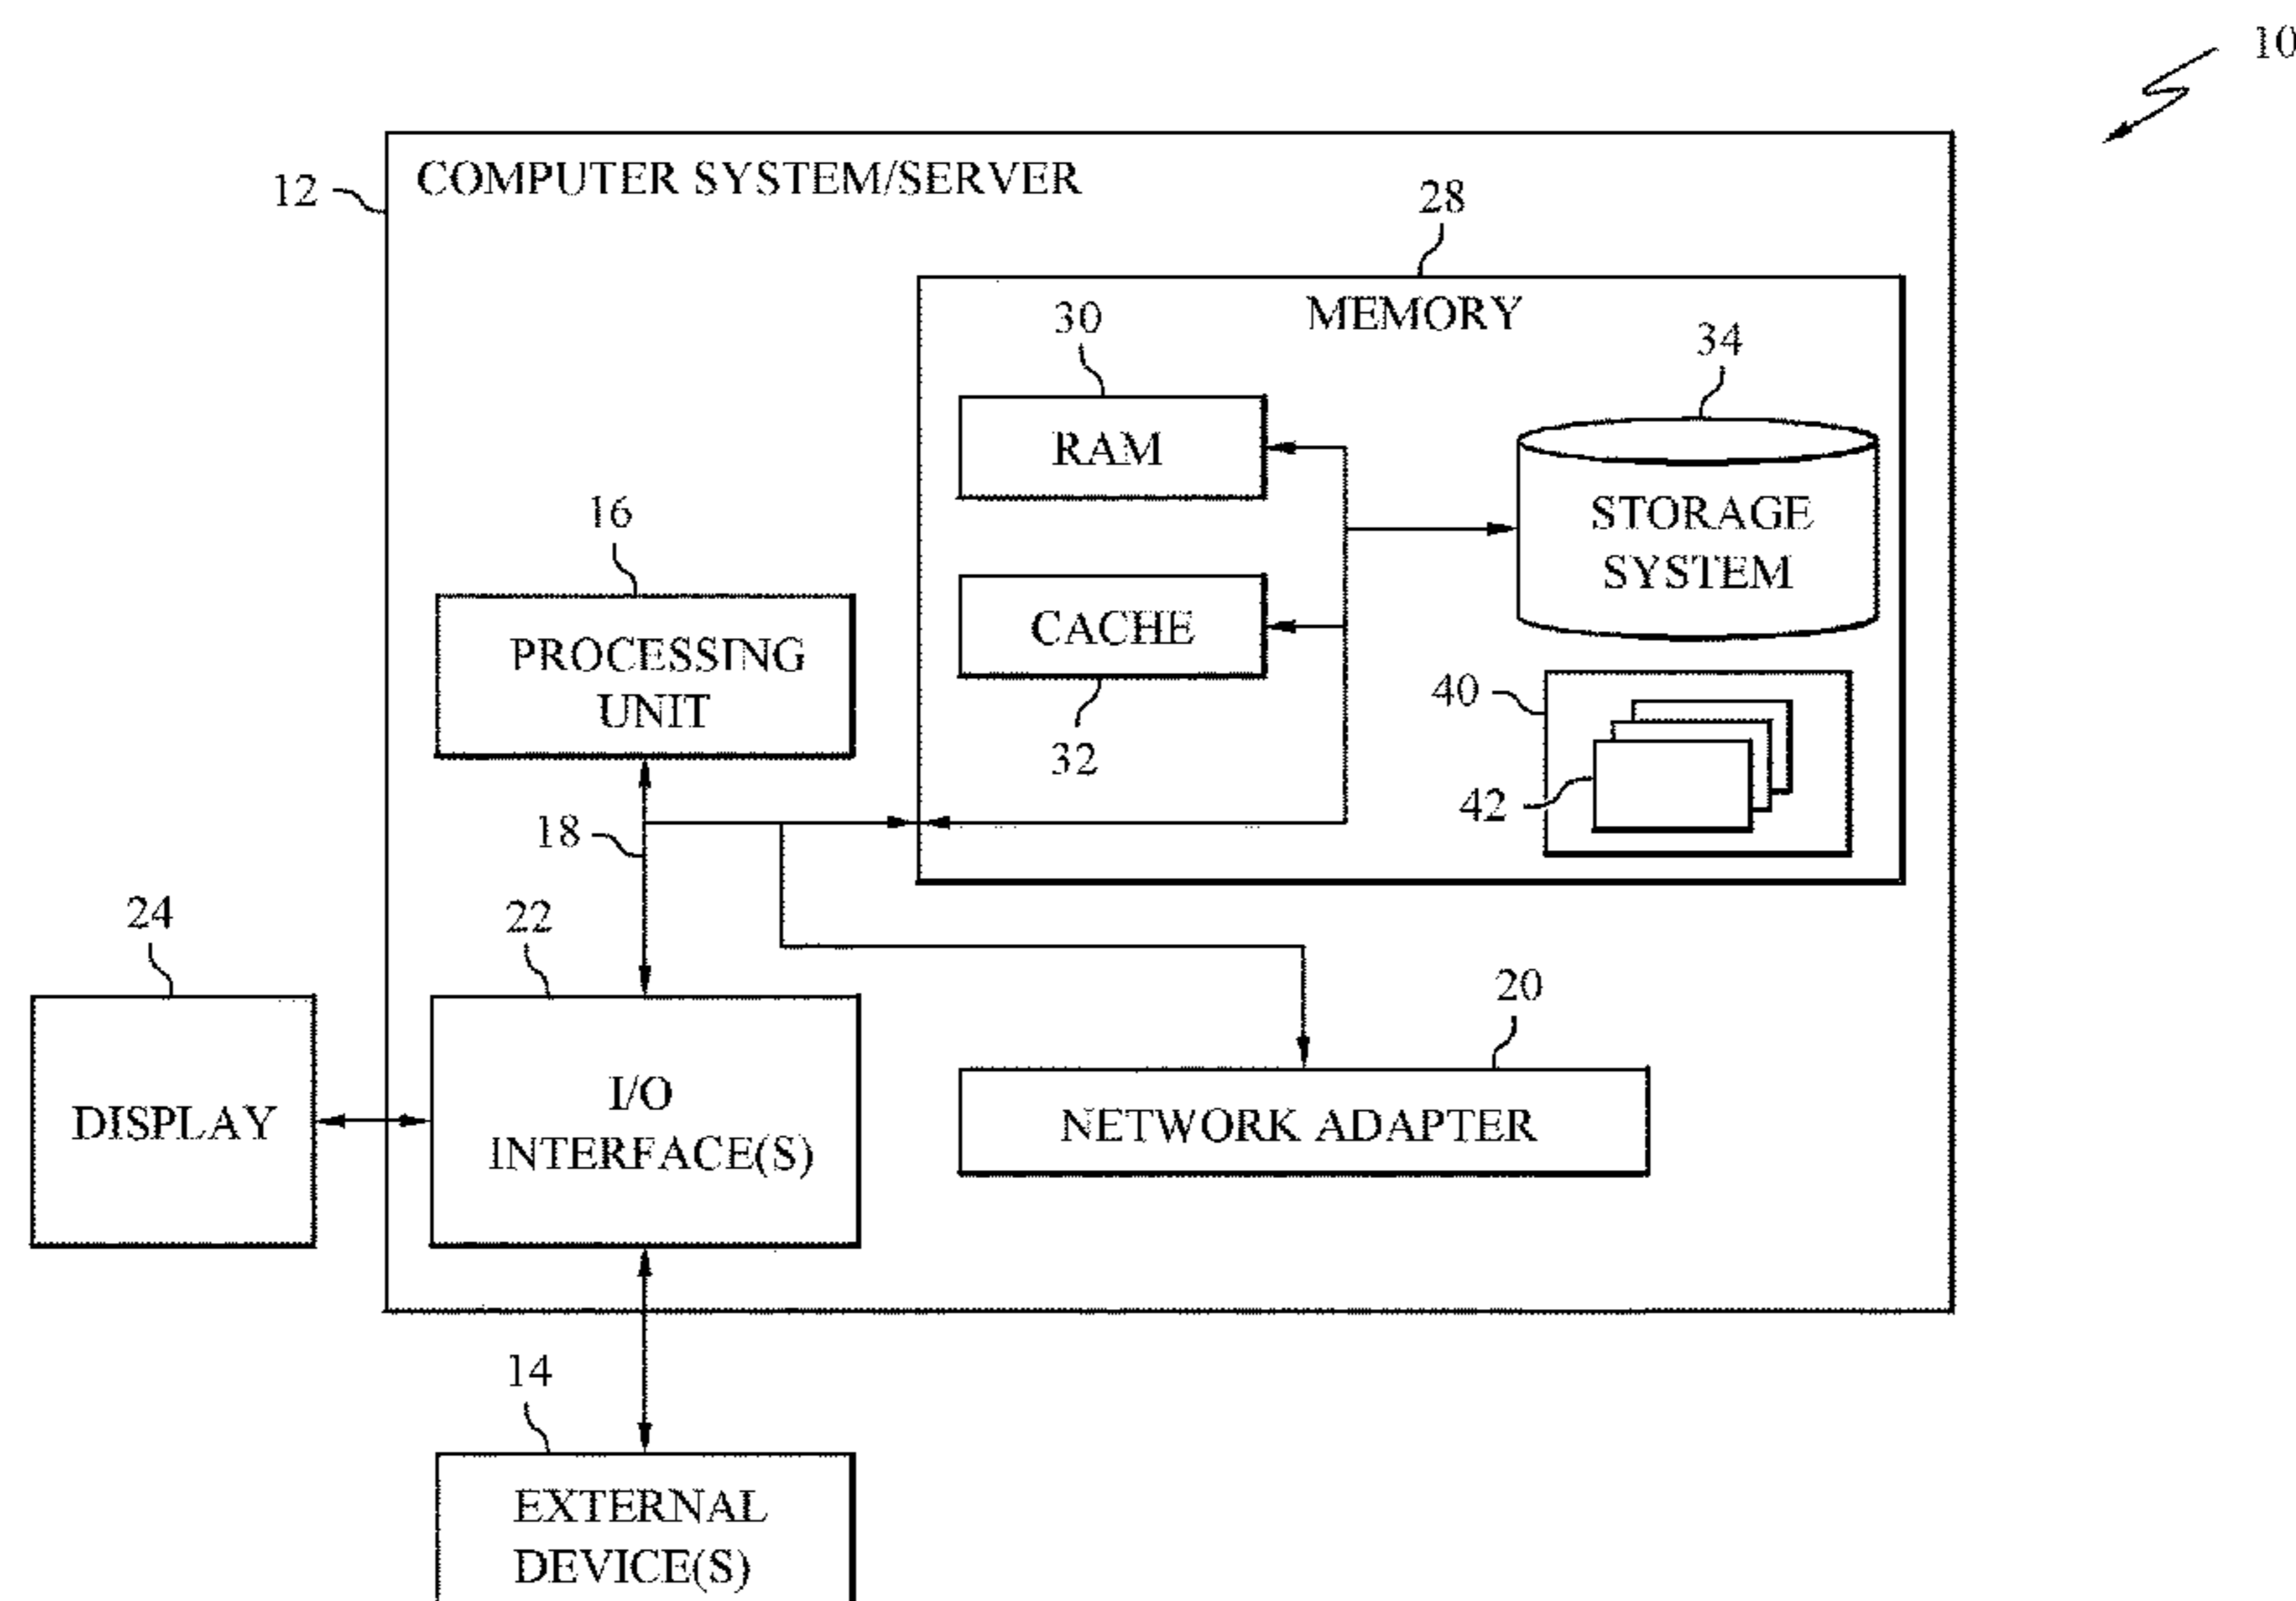 10
12
COMPUTER SYSTEM/SERVER
28
MEMORY
30
RAM
34
STORAGE
SYSTEM
16
PROCESSING
UNIT
CACHE
32
40
42
18
24
DISPLAY
22
I/O
INTERFACE(S)
20
NETWORK ADAPTER
14
EXTERNAL
DEVICE(S)